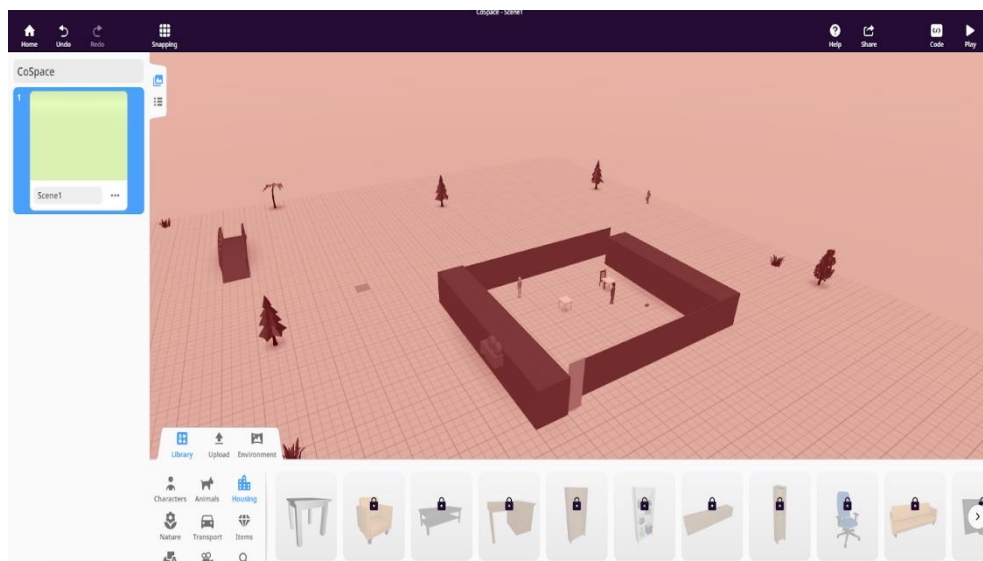 CoSpace - Scene1
Home Undo Redo Snapping Help Share Code Play
CoSpace
1
Scene1
Library Upload Environment
Characters Animals Housing
Nature Transport Items